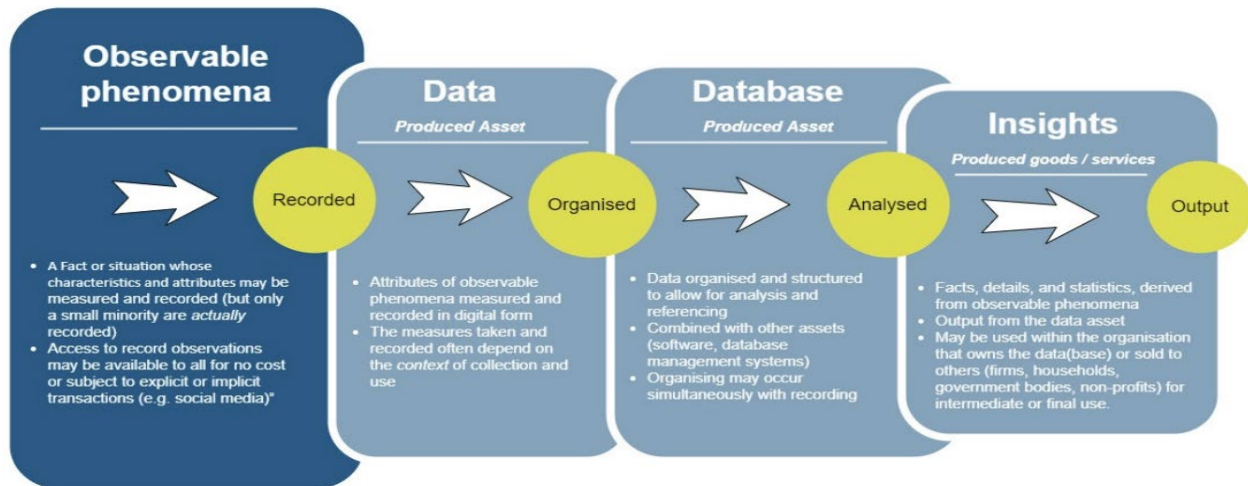 Observable
phenomena
Recorded
• A Fact or situation whose
characteristics and attributes may be
measured and recorded (but only
a small minority are actually
recorded)
• Access to record observations
may be available to all for no cost
or subject to explicit or implicit
transactions (e.g. social media)"
Data
Produced Asset
Organised
• Attributes of observable
phenomena measured and
recorded in digital form
• The measures taken and
recorded often depend on
the context of collection and
use
Database
Produced Asset
Analysed
• Data organised and structured
to allow for analysis and
referencing
• Combined with other assets
(software, database
management systems)
• Organising may occur
simultaneously with recording
Insights
Produced goods / services
Output
• Facts, details, and statistics, derived
from observable phenomena
• Output from the data asset
• May be used within the organisation
that owns the data(base) or sold to
others (firms, households,
government bodies, non-profits) for
intermediate or final use.